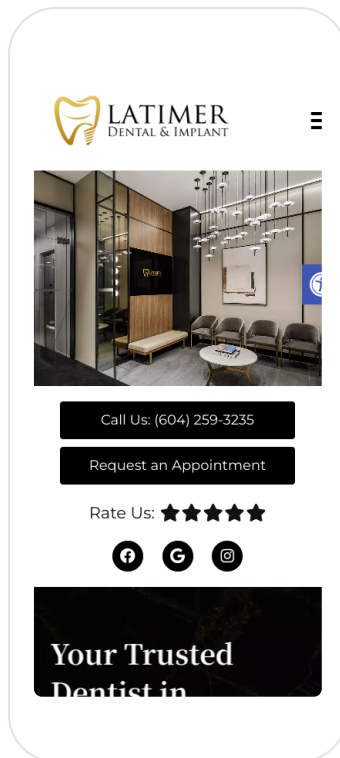 LATIMER
DENTAL & IMPLANT
Call Us: (604) 259-3235
Request an Appointment
Rate Us:
Your Trusted
Dentist in